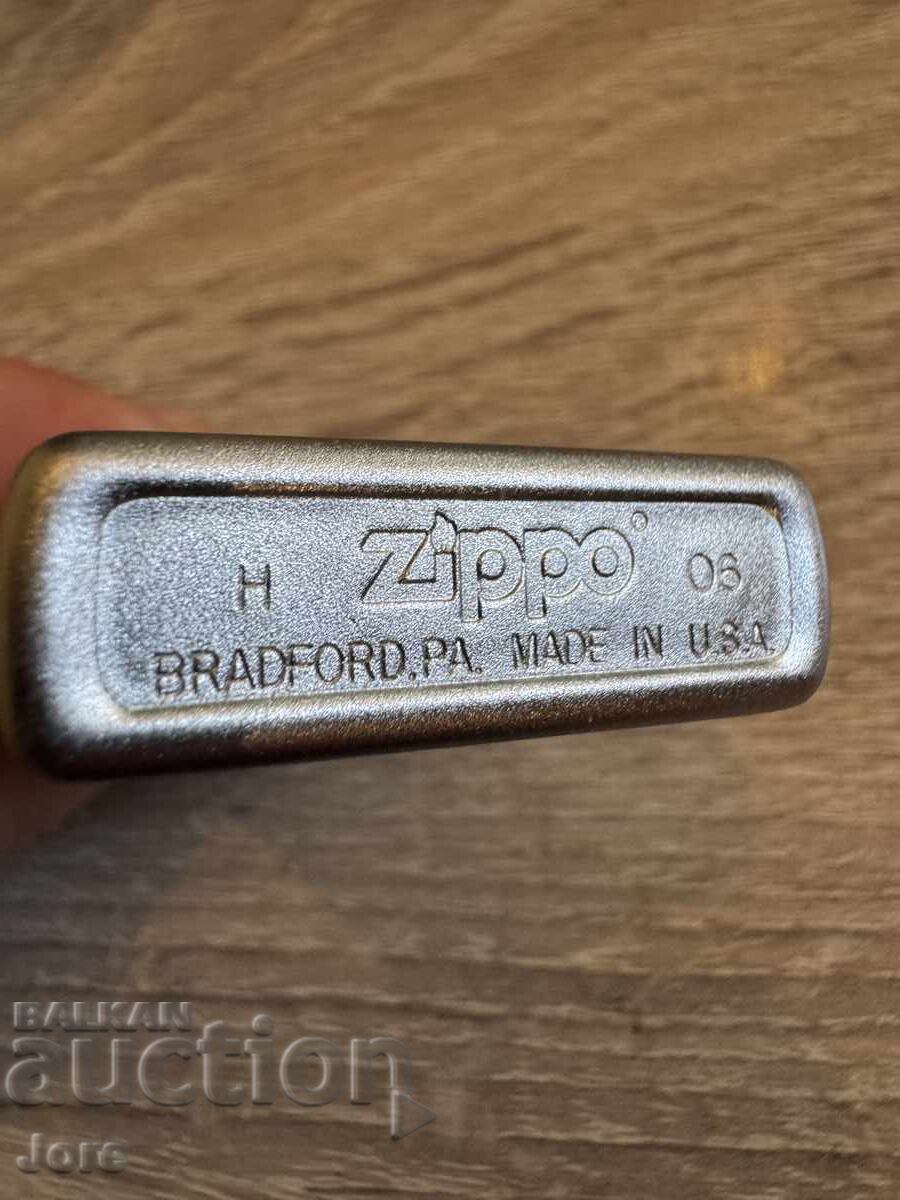 H Zippo® 06
BRADFORD, PA. MADE IN U.S.A.
BALKAN
auction
Jore